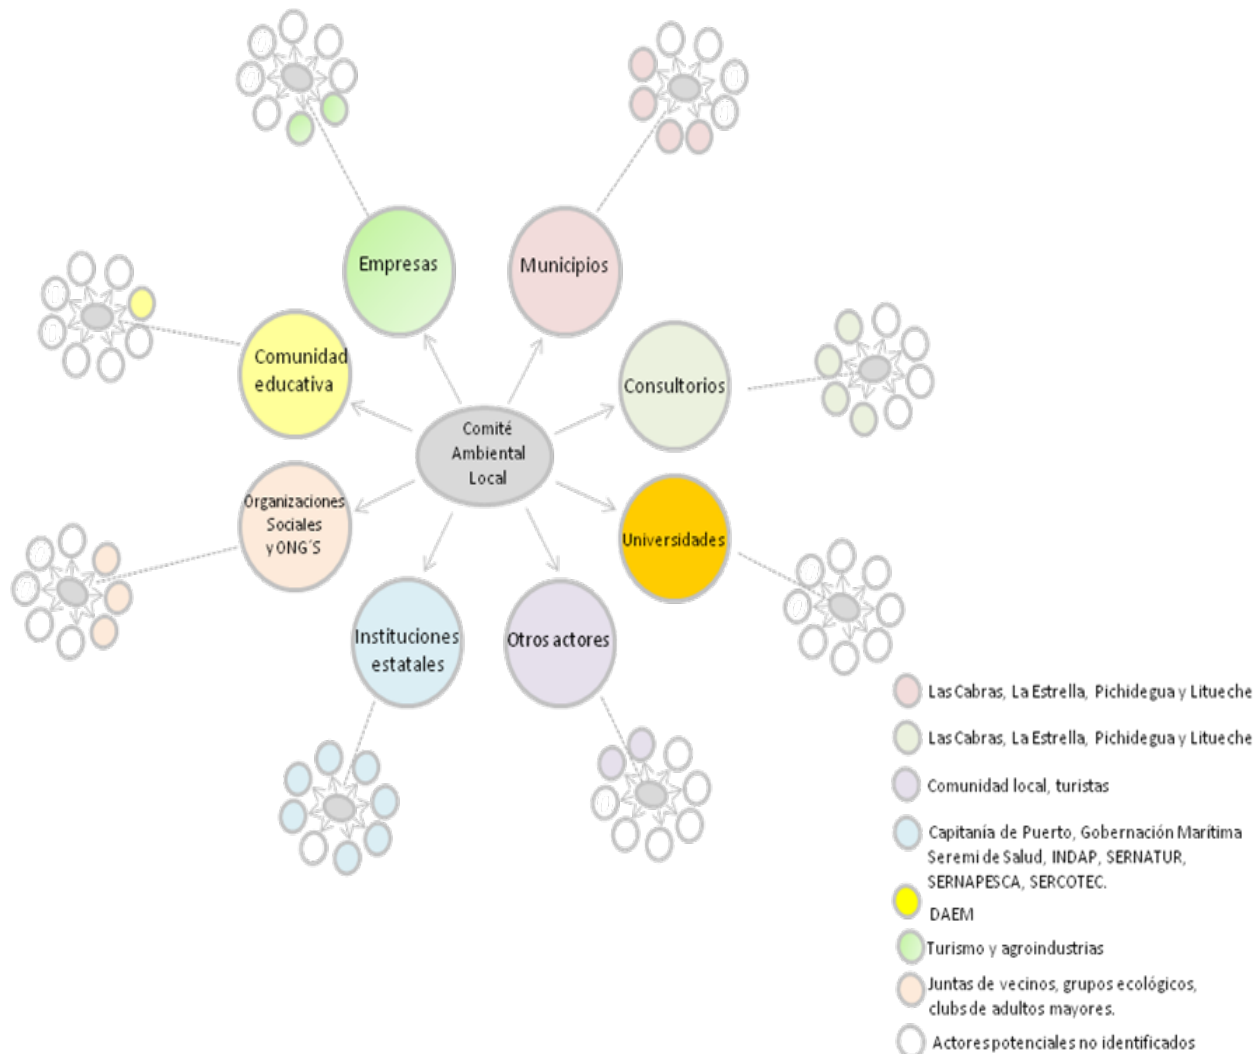 Empresas
Municipios
Comunidad
educativa
Consultorios
Comité
Ambiental
Local
Organizaciones
Sociales
y ONG´S
Universidades
Instituciones
estatales
Otros actores
Las Cabras, La Estrella, Pichidegua y Litueche
Las Cabras, La Estrella, Pichidegua y Litueche
Comunidad local, turistas
Capitanía de Puerto, Gobernación Marítima
Seremi de Salud, INDAP, SERNATUR,
SERNAPESCA, SERCOTEC.
DAEM
Turismo y agroindustrias
Juntas de vecinos, grupos ecológicos,
clubs de adultos mayores.
Actores potenciales no identificados